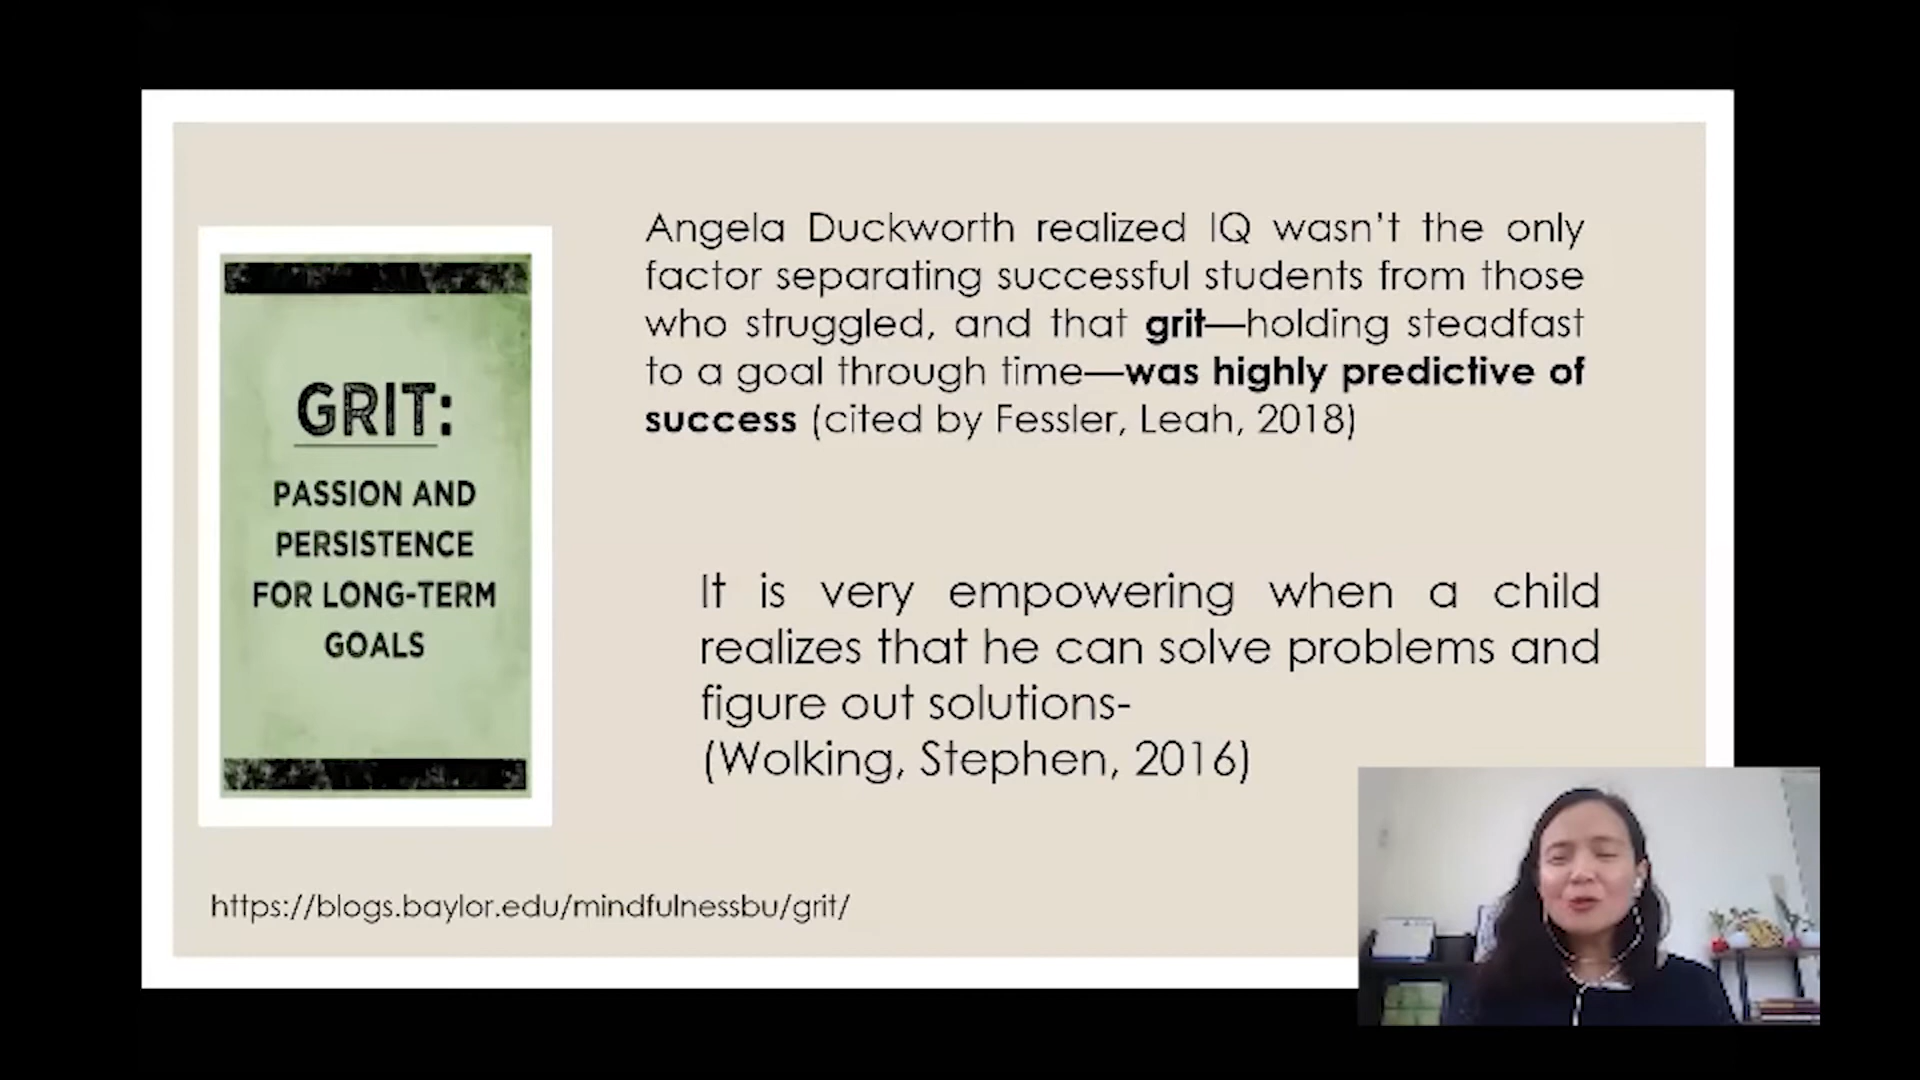 GRIT:
PASSION AND
PERSISTENCE
FOR LONG-TERM
GOALS
Angela Duckworth realized IQ wasn't the only
factor separating successful students from those
who struggled, and that grit—holding steadfast
to a goal through time—was highly predictive of
success (cited by Fessler, Leah, 2018)
It is very empowering when a child
realizes that he can solve problems and
figure out solutions-
(Wolking, Stephen, 2016)
https://blogs.baylor.edu/mindfulnessbu/grit/